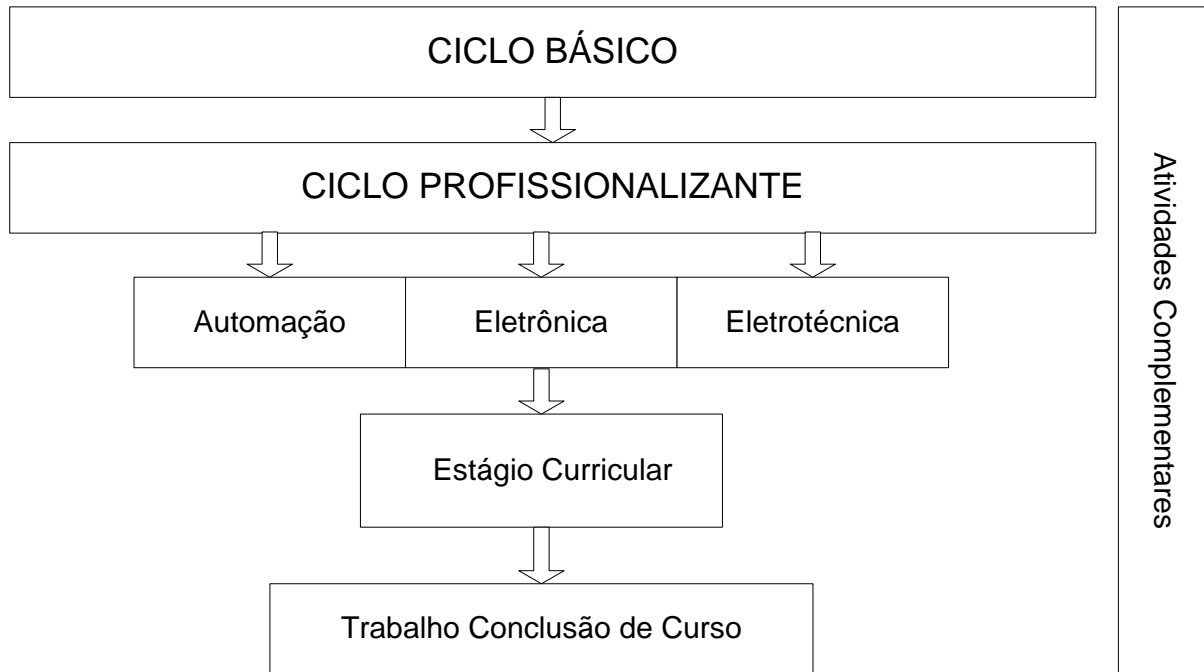 CICLO BÁSICO
CICLO PROFISSIONALIZANTE
Automação
Eletrônica
Eletrotécnica
Estágio Curricular
Trabalho Conclusão de Curso
Atividades Complementares